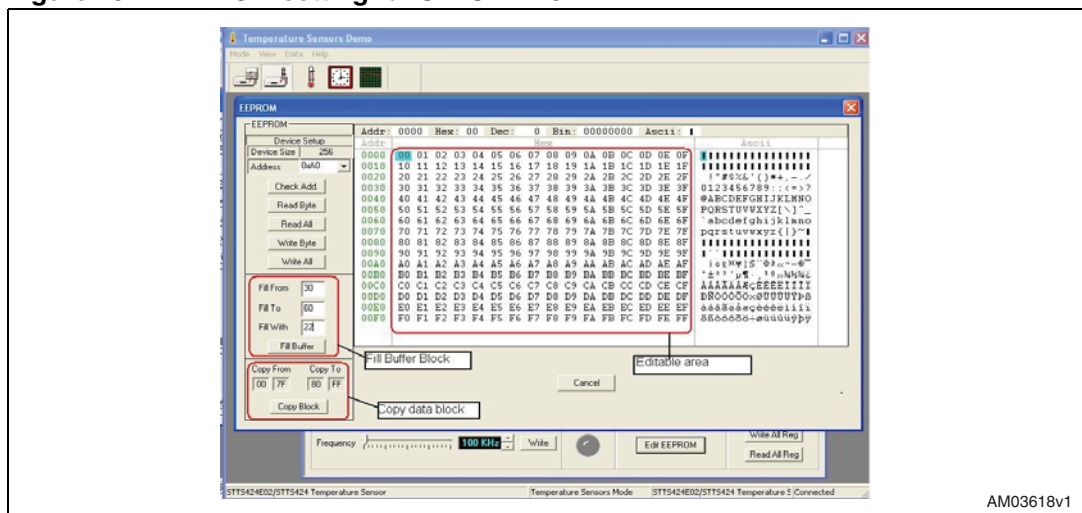 Temperature Sensors Demo
Mode View Data Help
EEPROM
EEPROM
Device Setup
Device Size 256
Address 0xA0
Check Add.
Read Byte
Read All
Write Byte
Write All
Fill From 30
Fill To 60
Fill With 22
Fill Buffer
Copy From Copy To
00 7F 80 FF
Copy Block
Addr: 0000 Hex: 00 Dec: 0 Bin: 00000000 Ascii:
Addr Hex Ascii
0000 00 01 02 03 04 05 06 07 08 09 0A 0B 0C 0D 0E 0F
0010 10 11 12 13 14 15 16 17 18 19 1A 1B 1C 1D 1E 1F
0020 20 21 22 23 24 25 26 27 28 29 2A 2B 2C 2D 2E 2F !"#$%&'()*+,-./
0030 30 31 32 33 34 35 36 37 38 39 3A 3B 3C 3D 3E 3F 0123456789:;<=>?
0040 40 41 42 43 44 45 46 47 48 49 4A 4B 4C 4D 4E 4F @ABCDEFGHIJKLMNO
0050 50 51 52 53 54 55 56 57 58 59 5A 5B 5C 5D 5E 5F PQRSTUVWXYZ[\]^_
0060 60 61 62 63 64 65 66 67 68 69 6A 6B 6C 6D 6E 6F `abcdefghijklmno
0070 70 71 72 73 74 75 76 77 78 79 7A 7B 7C 7D 7E 7F pqrstuvwxyz{|}~
0080 80 81 82 83 84 85 86 87 88 89 8A 8B 8C 8D 8E 8F
0090 90 91 92 93 94 95 96 97 98 99 9A 9B 9C 9D 9E 9F
00A0 A0 A1 A2 A3 A4 A5 A6 A7 A8 A9 AA AB AC AD AE AF
00B0 B0 B1 B2 B3 B4 B5 B6 B7 B8 B9 BA BB BC BD BE BF
00C0 C0 C1 C2 C3 C4 C5 C6 C7 C8 C9 CA CB CC CD CE CF
00D0 D0 D1 D2 D3 D4 D5 D6 D7 D8 D9 DA DB DC DD DE DF
00E0 E0 E1 E2 E3 E4 E5 E6 E7 E8 E9 EA EB EC ED EE EF
00F0 F0 F1 F2 F3 F4 F5 F6 F7 F8 F9 FA FB FC FD FE FF
Fill Buffer Block
Editable area
Cancel
Copy data block
Frequency 100 KHz Write Edit EEPROM Write All Reg
Read All Reg
STTS424E02/STTS424 Temperature Sensor Temperature Sensors Mode STTS424E02/STTS424 Temperature S Connected
AM03618v1